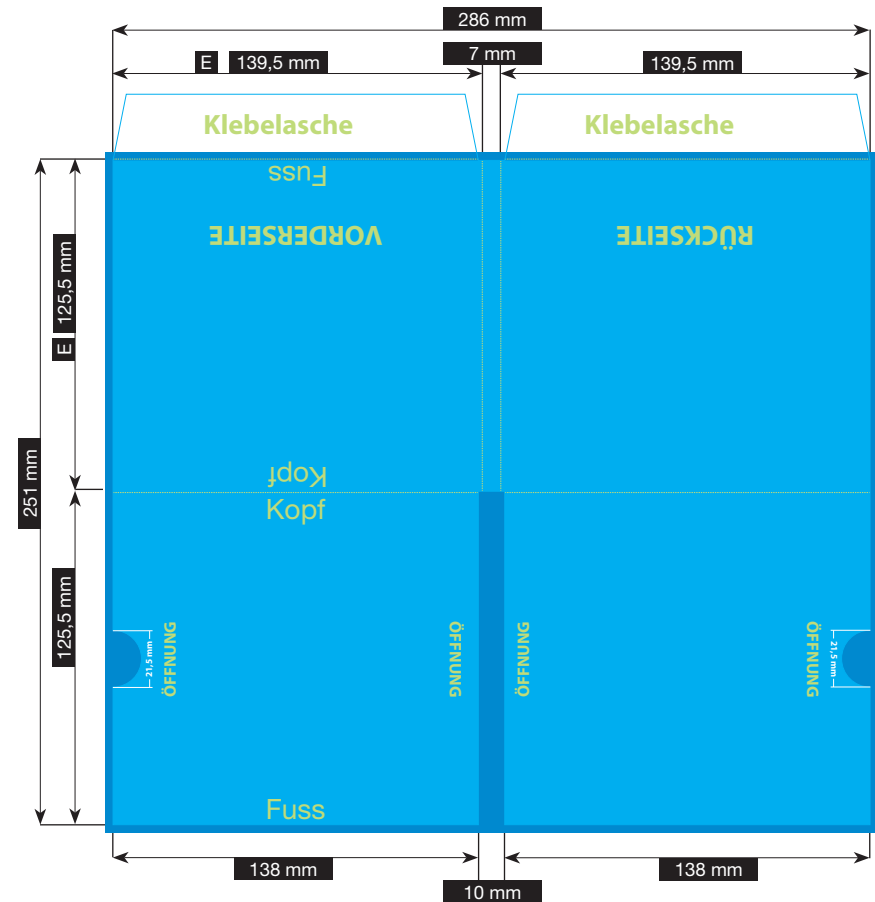 286 mm
E 139,5 mm
7 mm
139,5 mm
Klebelasche
Klebelasche
Fuss
VORDERSEITE
RÜCKSEITE
125,5 mm
E
251 mm
Kopf
Kopf
125,5 mm
21,5 mm
ÖFFNUNG
ÖFFNUNG
ÖFFNUNG
ÖFFNUNG
21,5 mm
Fuss
138 mm
138 mm
10 mm